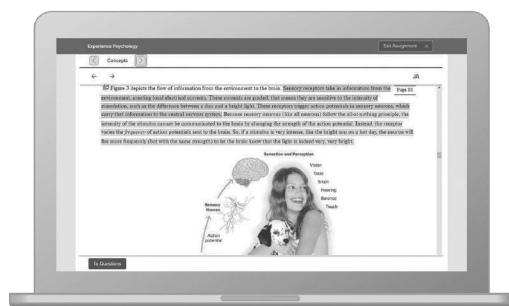 Experience Psychology
Exit Assignment ×
Concepts
Figure 3 depicts the flow of information from the environment to the brain. Sensory receptors take in information from the
Page 83
environment, creating local electrical currents. These currents are graded; that means they are sensitive to the intensity of
stimulation, such as the difference between a dim and a bright light. These receptors trigger action potentials in sensory neurons, which
carry that information to the central nervous system. Because sensory neurons (like all neurons) follow the all-or-nothing principle, the
intensity of the stimulus cannot be communicated to the brain by changing the strength of the action potential. Instead, the receptor
varies the frequency of action potentials sent to the brain. So, if a stimulus is very intense, like the bright sun on a hot day, the neuron will
fire more frequently (but with the same strength) to let the brain know that the light is indeed very, very bright.
Sensation and Perception
Vision
Taste
Smell
Hearing
Balance
Touch
Sensory
Neuron
Action
potential
To Questions